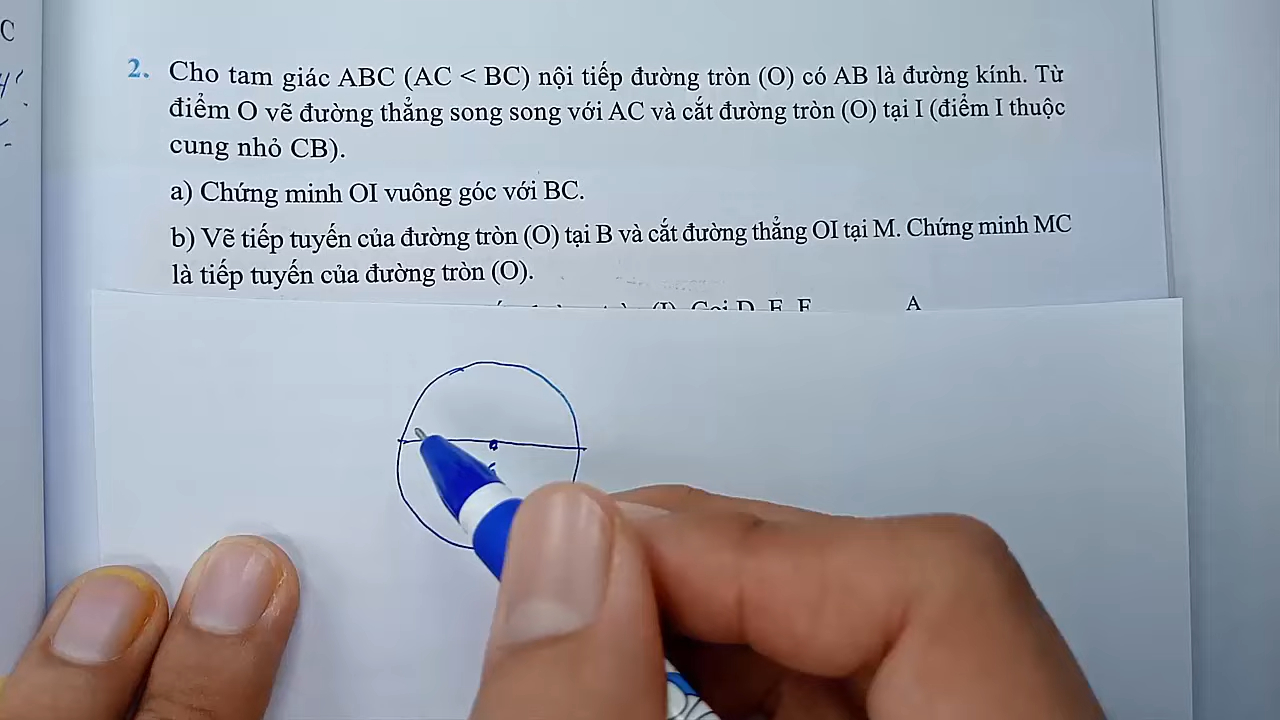 C
2. Cho tam giác ABC (AC < BC) nội tiếp đường tròn (O) có AB là đường kính. Từ
điểm O vẽ đường thẳng song song với AC và cắt đường tròn (O) tại I (điểm I thuộc
cung nhỏ CB).
a) Chứng minh OI vuông góc với BC.
b) Vẽ tiếp tuyến của đường tròn (O) tại B và cắt đường thẳng OI tại M. Chứng minh MC
là tiếp tuyến của đường tròn (O).
(I). Gọi D, E, F
A